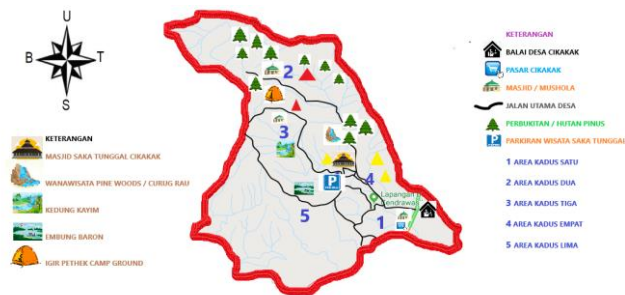 U
B
T
S
KETERANGAN
MASJID SAKA TUNGGAL CIKAKAK
WANAWISATA PINE WOODS / CURUG RAU
KEDUNG KAYIM
EMBUNG BARON
IGIR PETHEK CAMP GROUND
2
3
4
5
1
P
Lapangan
KETERANGAN
BALAI DESA CIKAKAK
PASAR CIKAKAK
MASJID / MUSHOLA
JALAN UTAMA DESA
PERBUKITAN / HUTAN PINUS
P
PARKIRAN WISATA SAKA TUNGGAL
1 AREA KADUS SATU
2 AREA KADUS DUA
3 AREA KADUS TIGA
4 AREA KADUS EMPAT
5 AREA KADUS LIMA